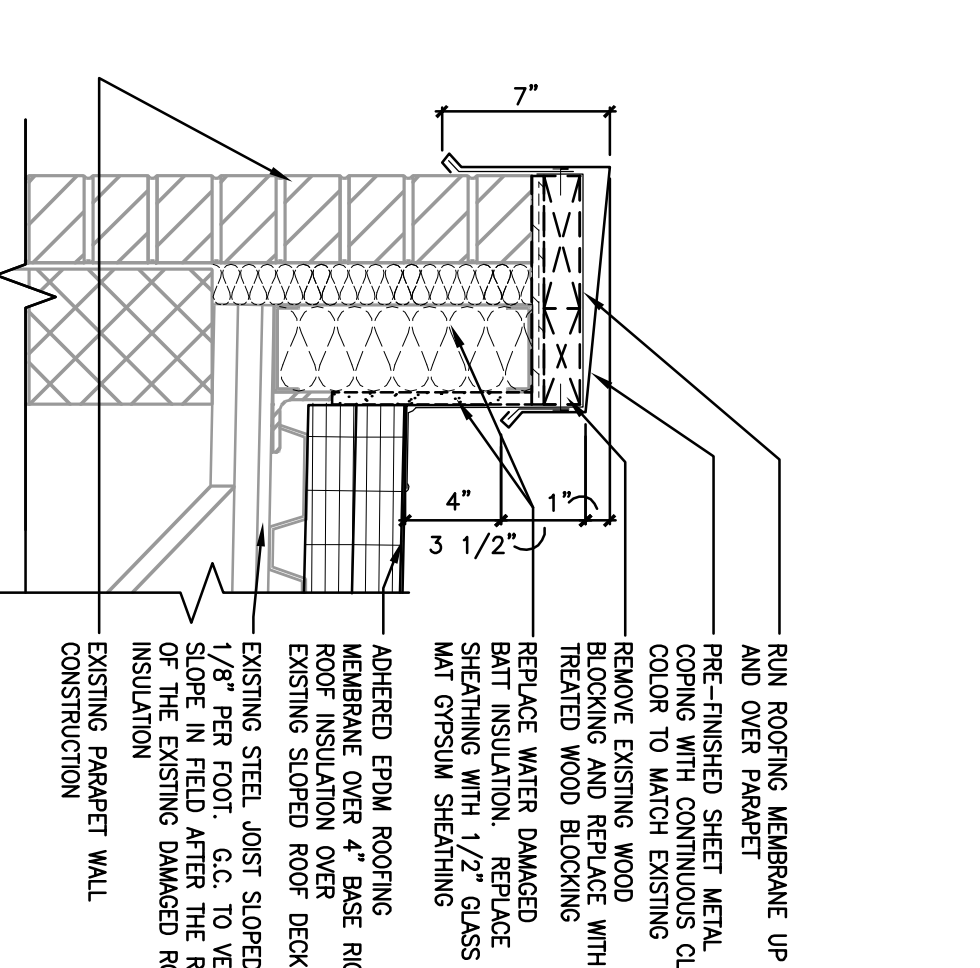 7"
4"
1"
3 1/2"
RUN ROOFING MEMBRANE UP
AND OVER PARAPET
PRE-FINISHED SHEET METAL
COPING WITH CONTINUOUS
COLOR TO MATCH EXISTING
REMOVE EXISTING WOOD
BLOCKING AND REPLACE WITH
TREATED WOOD BLOCKING
REPLACE WATER DAMAGED
BATT INSULATION. REPLACE
SHEATHING WITH 1/2" GLASS
MAT GYPSUM SHEATHING
ADHERED EPDM ROOFING
MEMBRANE OVER 4" BASE
ROOF INSULATION OVER
EXISTING SLOPED ROOF DECK
EXISTING STEEL JOIST SLOPED
1/8" PER FOOT. G.C. TO
SLOPE IN FIELD AFTER THE
OF THE EXISTING DAMAGED
INSULATION
EXISTING PARAPET WALL
CONSTRUCTION